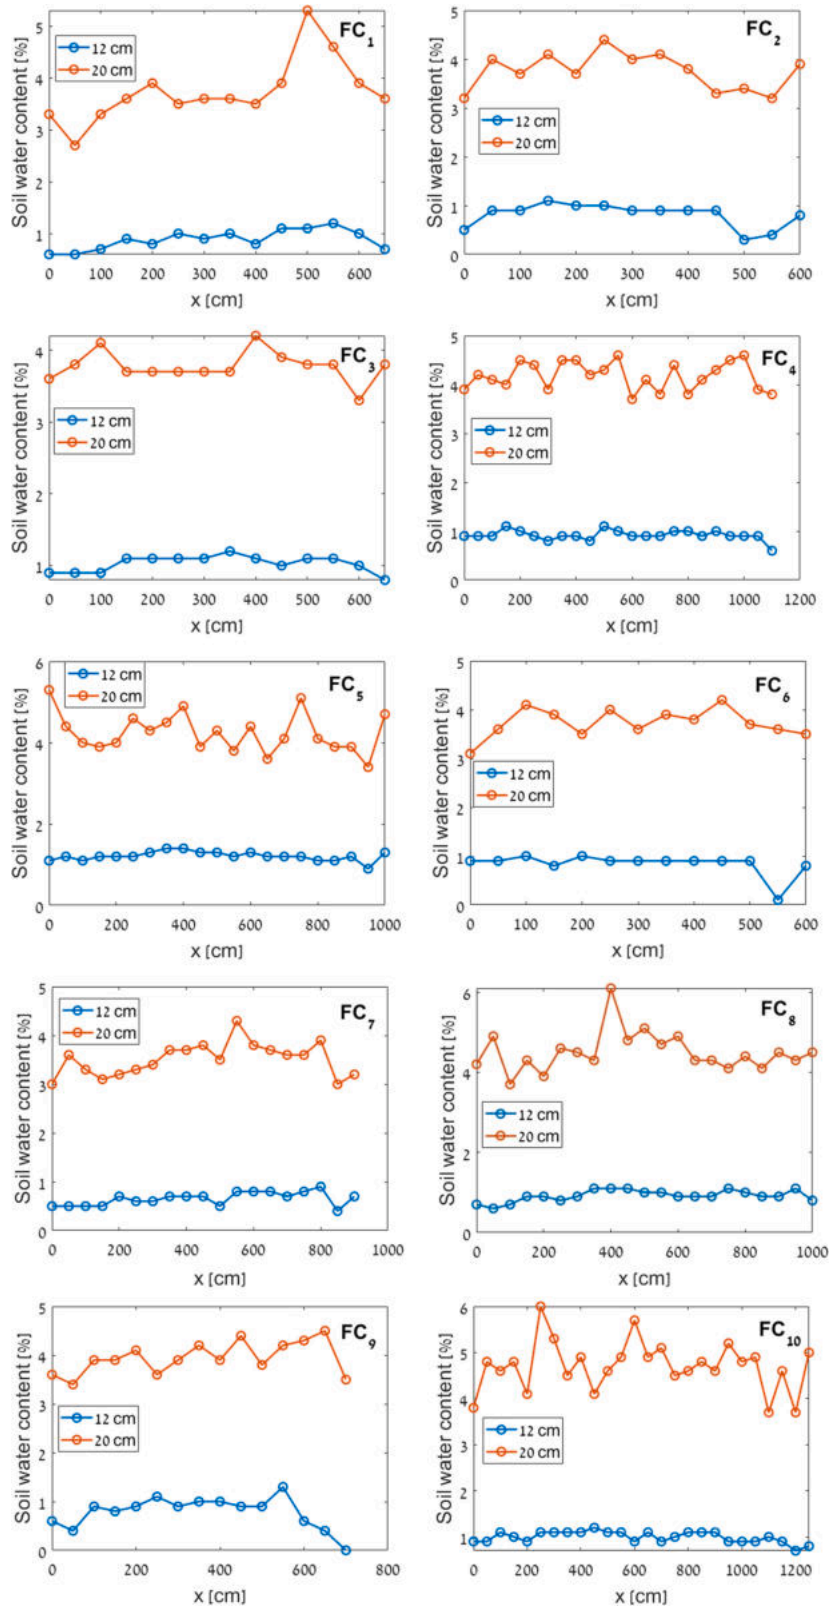 FC1
12 cm
20 cm
Soil water content [%]
5
4
3
2
1
0 100 200 300 400 500 600
x [cm]
FC2
12 cm
20 cm
Soil water content [%]
5
4
3
2
1
0
0 100 200 300 400 500 600
x [cm]
FC3
12 cm
20 cm
Soil water content [%]
4
3
2
1
0 100 200 300 400 500 600
x [cm]
FC4
12 cm
20 cm
Soil water content [%]
5
4
3
2
1
0
0 200 400 600 800 1000 1200
x [cm]
FC5
12 cm
20 cm
Soil water content [%]
6
4
2
0
0 200 400 600 800 1000
x [cm]
FC6
12 cm
20 cm
Soil water content [%]
5
4
3
2
1
0
0 100 200 300 400 500 600
x [cm]
FC7
12 cm
20 cm
Soil water content [%]
5
4
3
2
1
0
0 200 400 600 800 1000
x [cm]
FC8
12 cm
20 cm
Soil water content [%]
6
4
2
0
0 200 400 600 800 1000
x [cm]
FC9
12 cm
20 cm
Soil water content [%]
5
4
3
2
1
0
0 200 400 600 800
x [cm]
FC10
12 cm
20 cm
Soil water content [%]
6
5
4
3
2
1
0 200 400 600 800 1000 1200
x [cm]